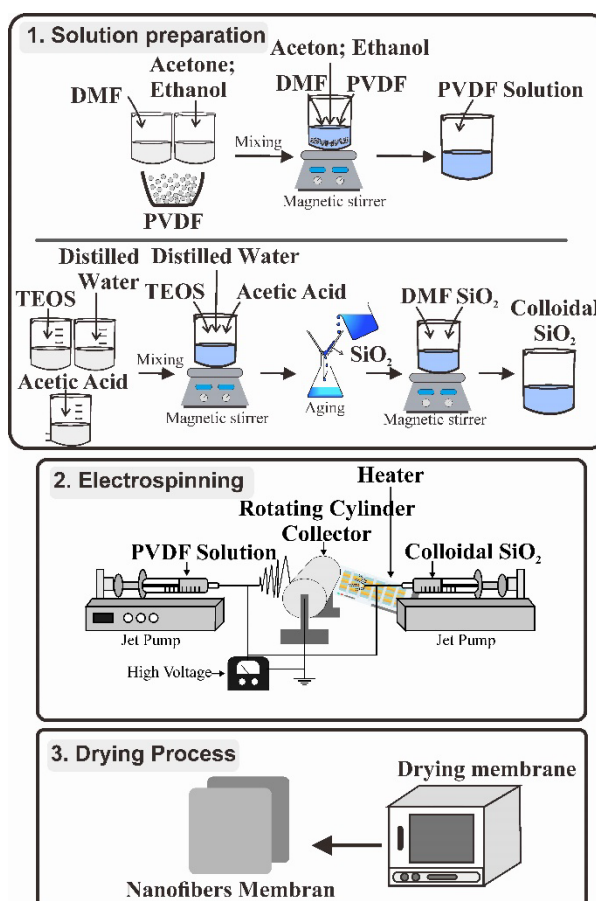 1. Solution preparation
DMF
Acetone;
Ethanol
PVDF
Mixing
Aceton; Ethanol
DMF
PVDF
Magnetic stirrer
PVDF Solution
TEOS
Distilled
Water
Acetic Acid
Mixing
Distilled Water
TEOS
Acetic Acid
Magnetic stirrer
SiO₂
Aging
DMF SiO₂
Magnetic stirrer
Colloidal
SiO₂
2. Electrospinning
Heater
Rotating Cylinder
Collector
PVDF Solution
Colloidal SiO₂
Jet Pump
Jet Pump
High Voltage
3. Drying Process
Drying membrane
Nanofibers Membran